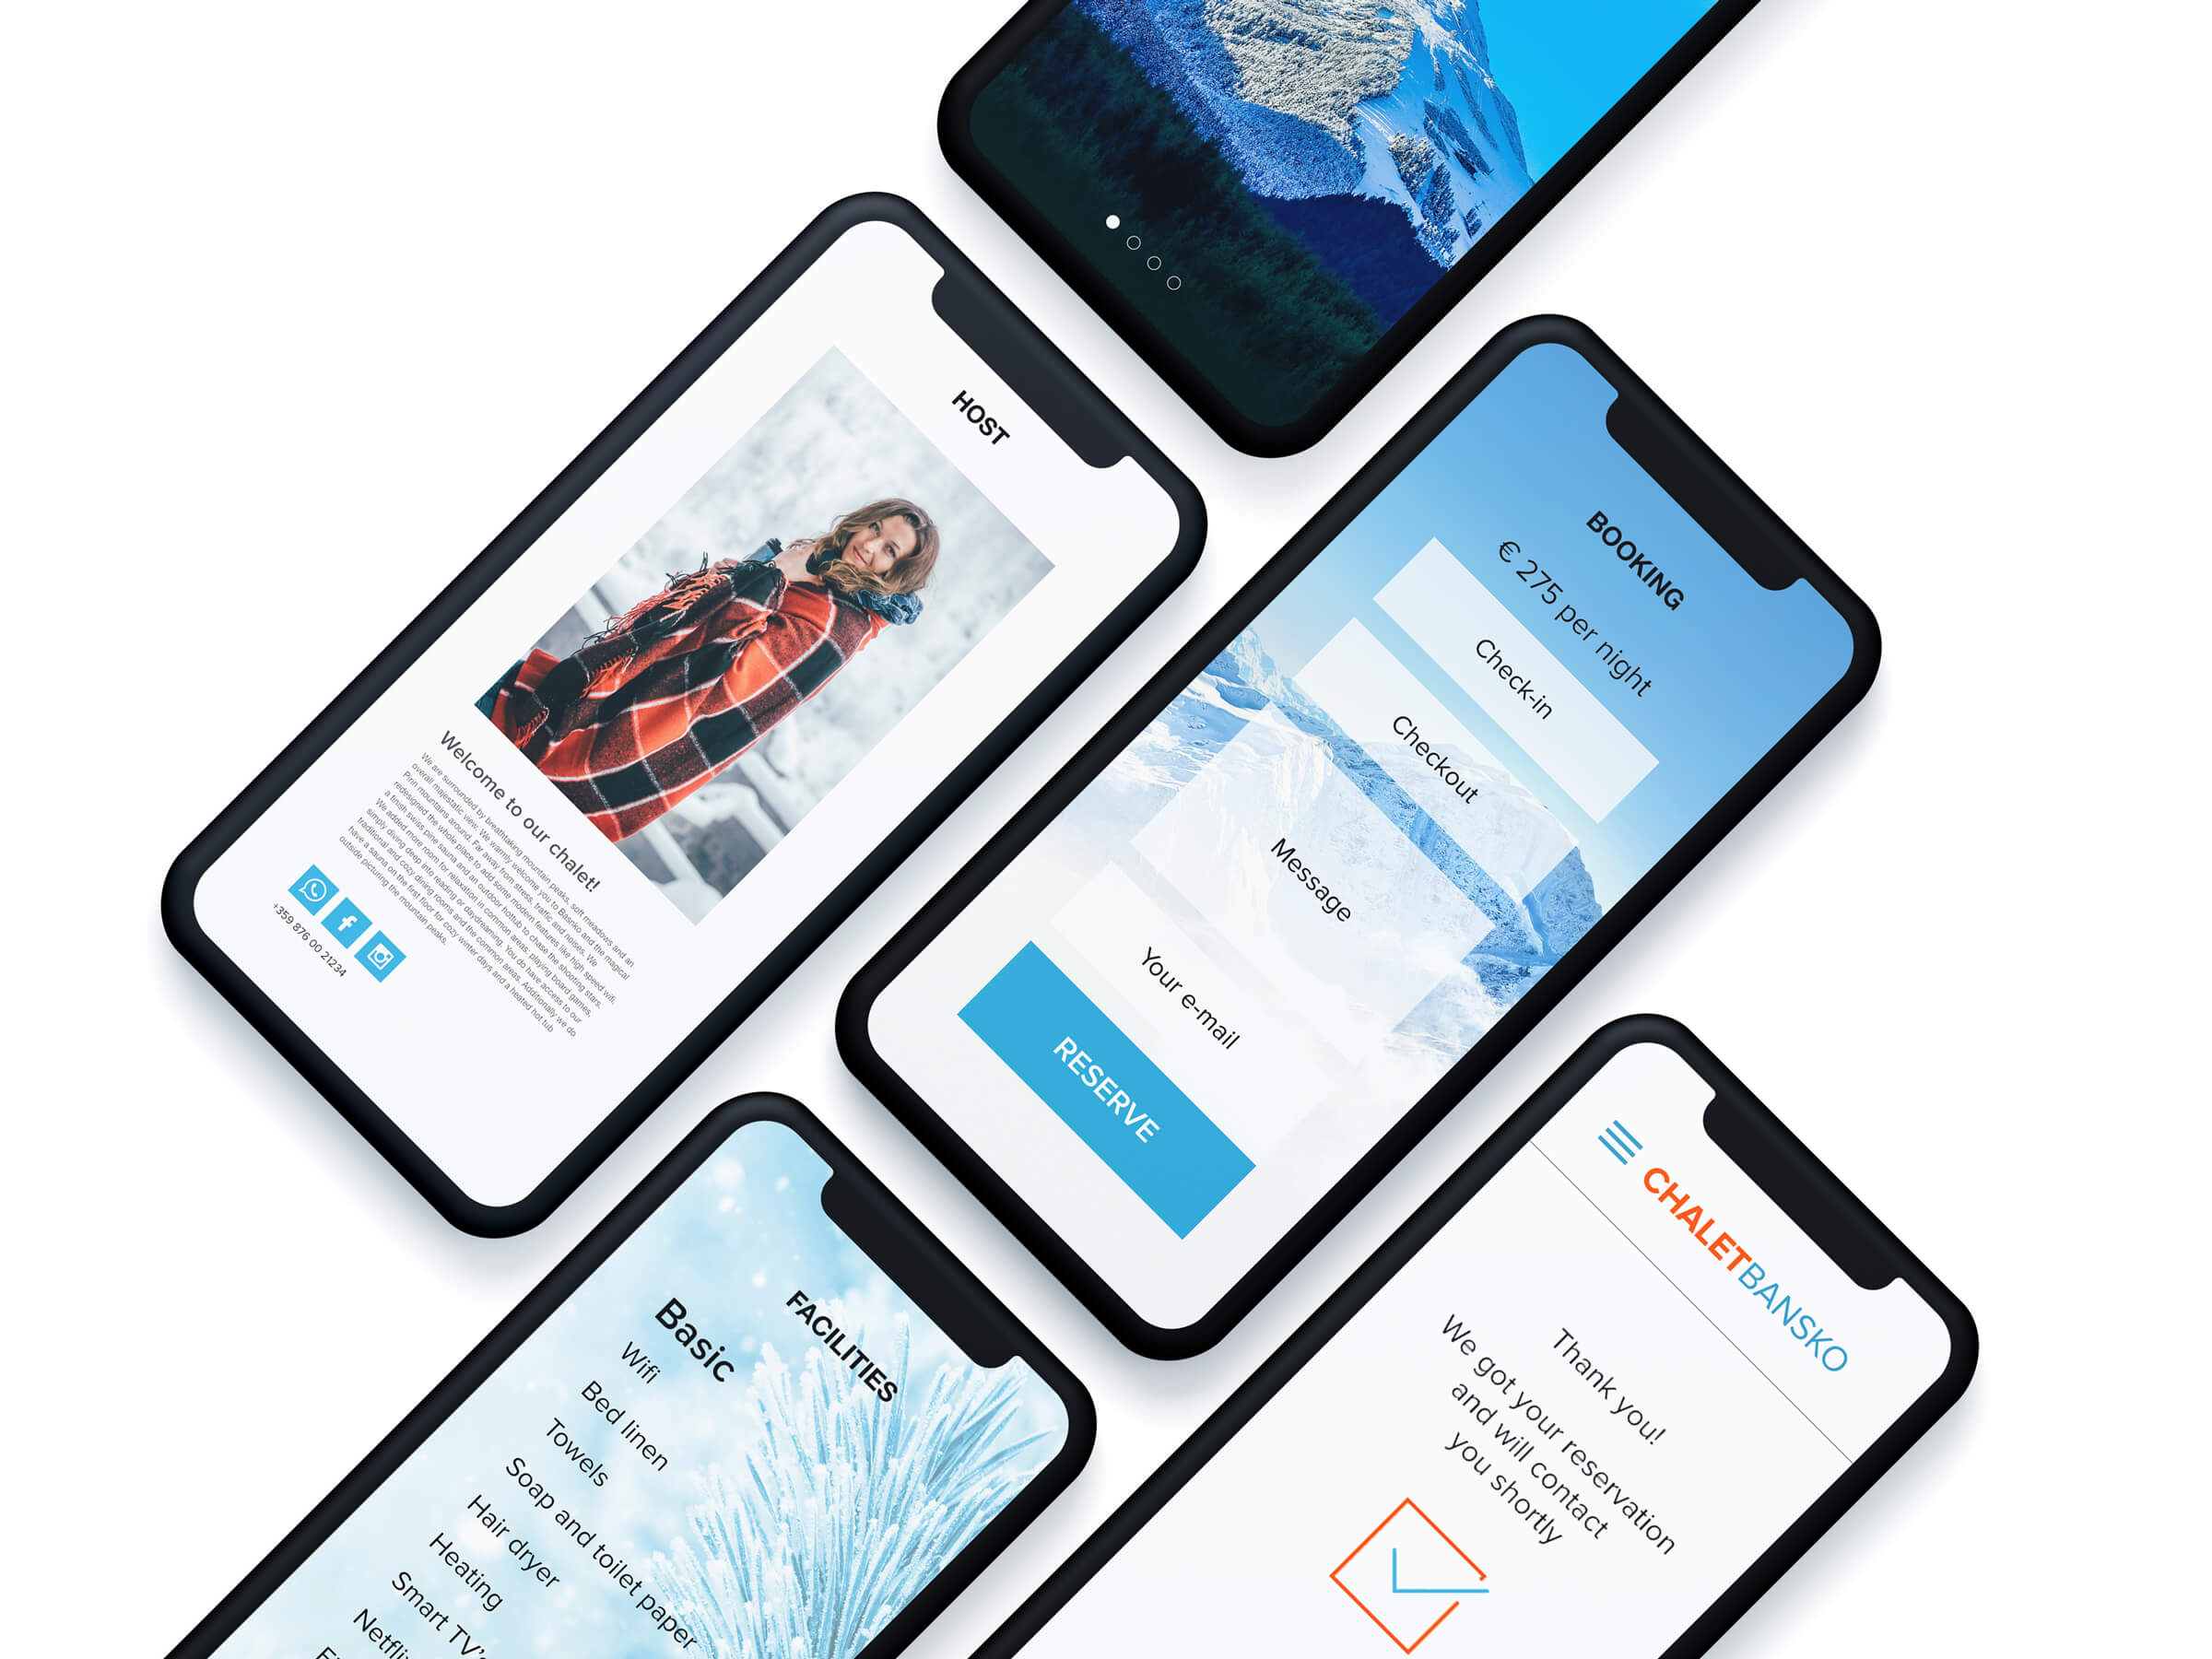 HOST
Welcome to our chalet!
We are surrounded by breathtaking mountain peaks, soft meadows and an
overall majestatic view. We warmly welcome you to Basnko and the magical
Pirin mountains around. Far away from stress, traffic and noises. We
redesigned the whole place to add some modern features like high speed wifi,
a finish swiss pine sauna and an outdoor hottub to chase the shooting stars.
We added more room for relaxation in common areas: playing board games,
simply diving deep into reading or daydreaming. You do have access to our
traditional and cozy dining rooms and the common areas. Additionally we do
have a sauna on the first floor for cozy winter days and a heated hot tub
outside picturing the mountain peaks.
+359 876 00 21234
BOOKING
€ 275 per night
Check-in
Checkout
Message
Your e-mail
RESERVE
FACILITIES
Basic
Wifi
Bed linen
Towels
Soap and toilet paper
Hair dryer
Heating
Smart TV's
CHALETBANSKO
Thank you!
We got your reservation
and will contact
you shortly